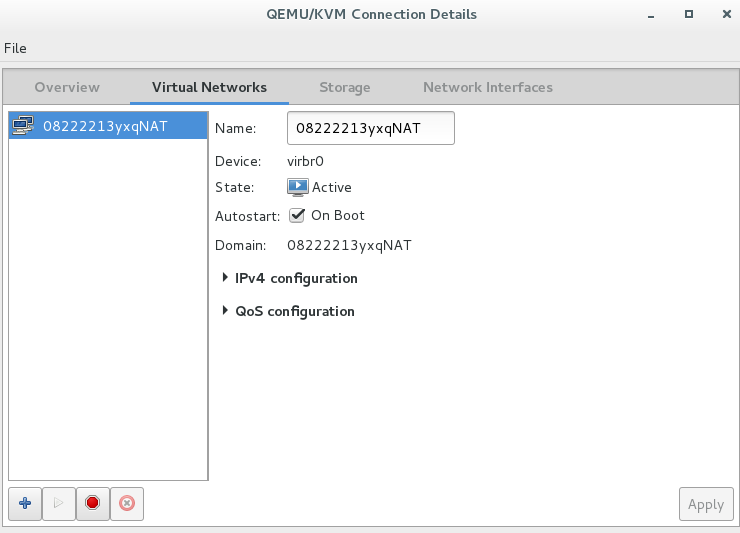 QEMU/KVM Connection Details
File
Overview Virtual Networks Storage Network Interfaces
08222213yxqNAT
Name: 08222213yxqNAT
Device: virbr0
State: Active
Autostart: On Boot
Domain: 08222213yxqNAT
IPv4 configuration
QoS configuration
Apply